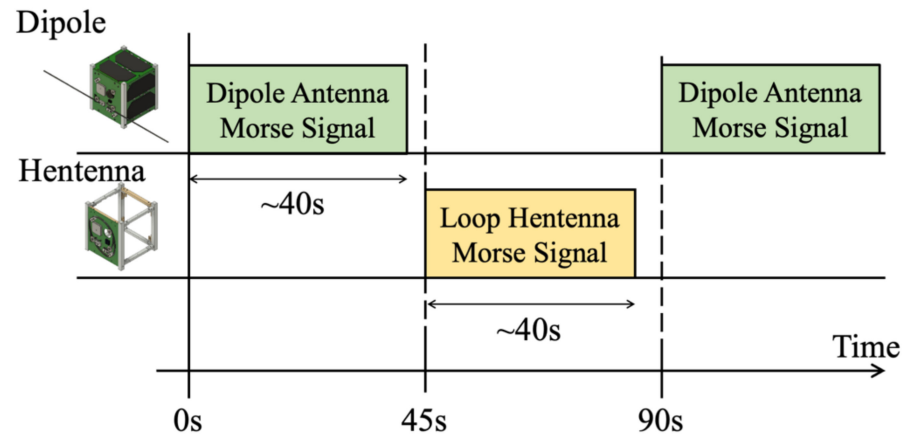 Dipole
Dipole Antenna
Morse Signal
Dipole Antenna
Morse Signal
Hentenna
~40s
Loop Hentenna
Morse Signal
~40s
Time
0s
45s
90s